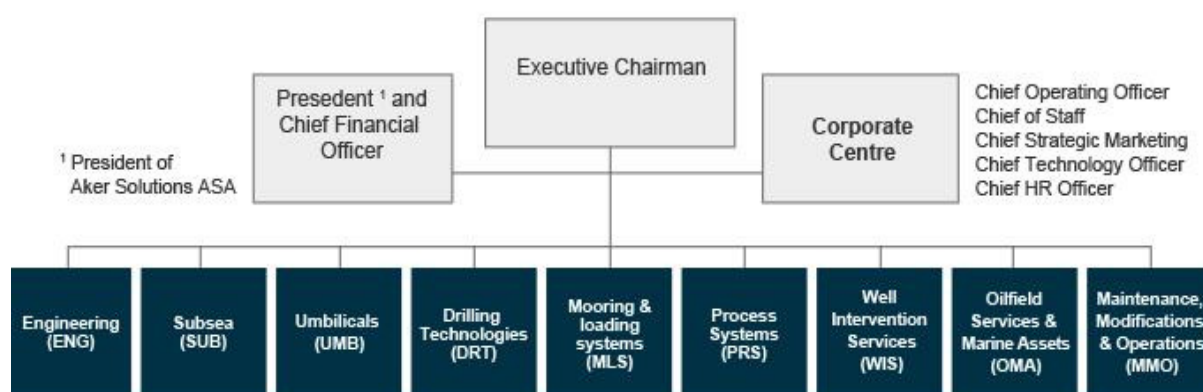 Executive Chairman
Presedent ¹ and
Chief Financial
Officer
¹ President of
Aker Solutions ASA
Corporate
Centre
Chief Operating Officer
Chief of Staff
Chief Strategic Marketing
Chief Technology Officer
Chief HR Officer
Engineering
(ENG)
Subsea
(SUB)
Umbilicals
(UMB)
Drilling
Technologies
(DRT)
Mooring &
loading
systems
(MLS)
Process
Systems
(PRS)
Well
Intervention
Services
(WIS)
Oilfield
Services &
Marine Assets
(OMA)
Maintenance,
Modifications
& Operations
(MMO)